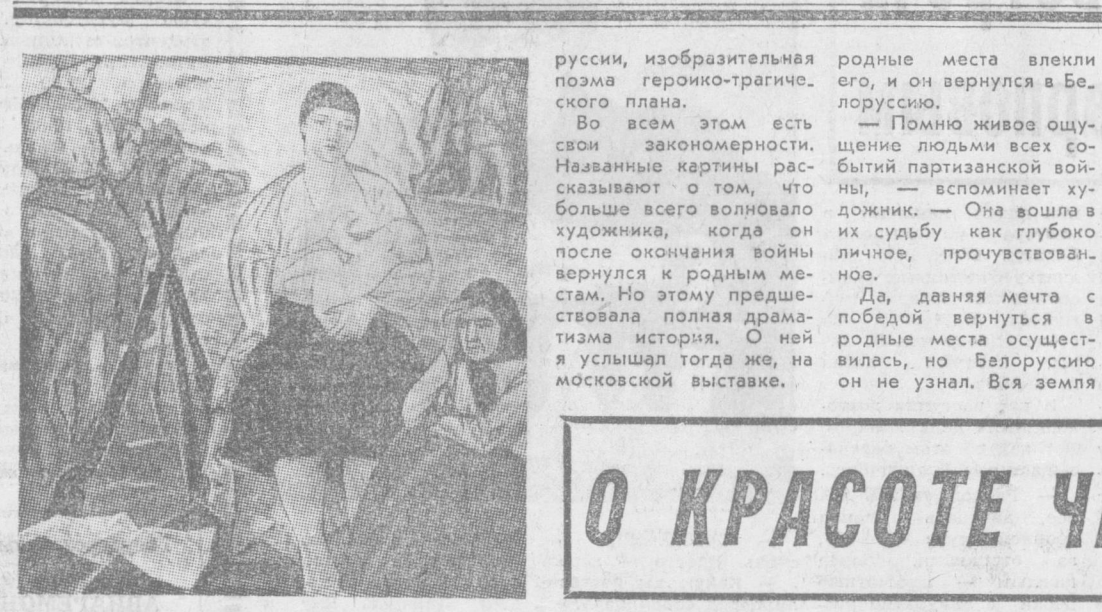 руссии, изобразительная
поэма героико-трагиче-
ского плана.
Во всем этом есть
свои закономерности.
Названные картины рас-
сказывают о том, что
больше всего волновало
художника, когда он
после окончания войны
вернулся к родным ме-
стам. Но этому предше-
ствовала полная драма-
тизма история. О ней
я услышал тогда же, на
московской выставке.
родные места влекли
его, и он вернулся в Бе-
лоруссию.
— Помню живое ощу-
щение людьми всех со-
бытий партизанской вой-
ны, — вспоминает ху-
дожник. — Она вошла в
их судьбу как глубоко
личное, прочувствован-
ное.
Да, давняя мечта с
победой вернуться в
родные места осущест-
вилась, но Белоруссию
он не узнал. Вся земля
О КРАСОТЕ